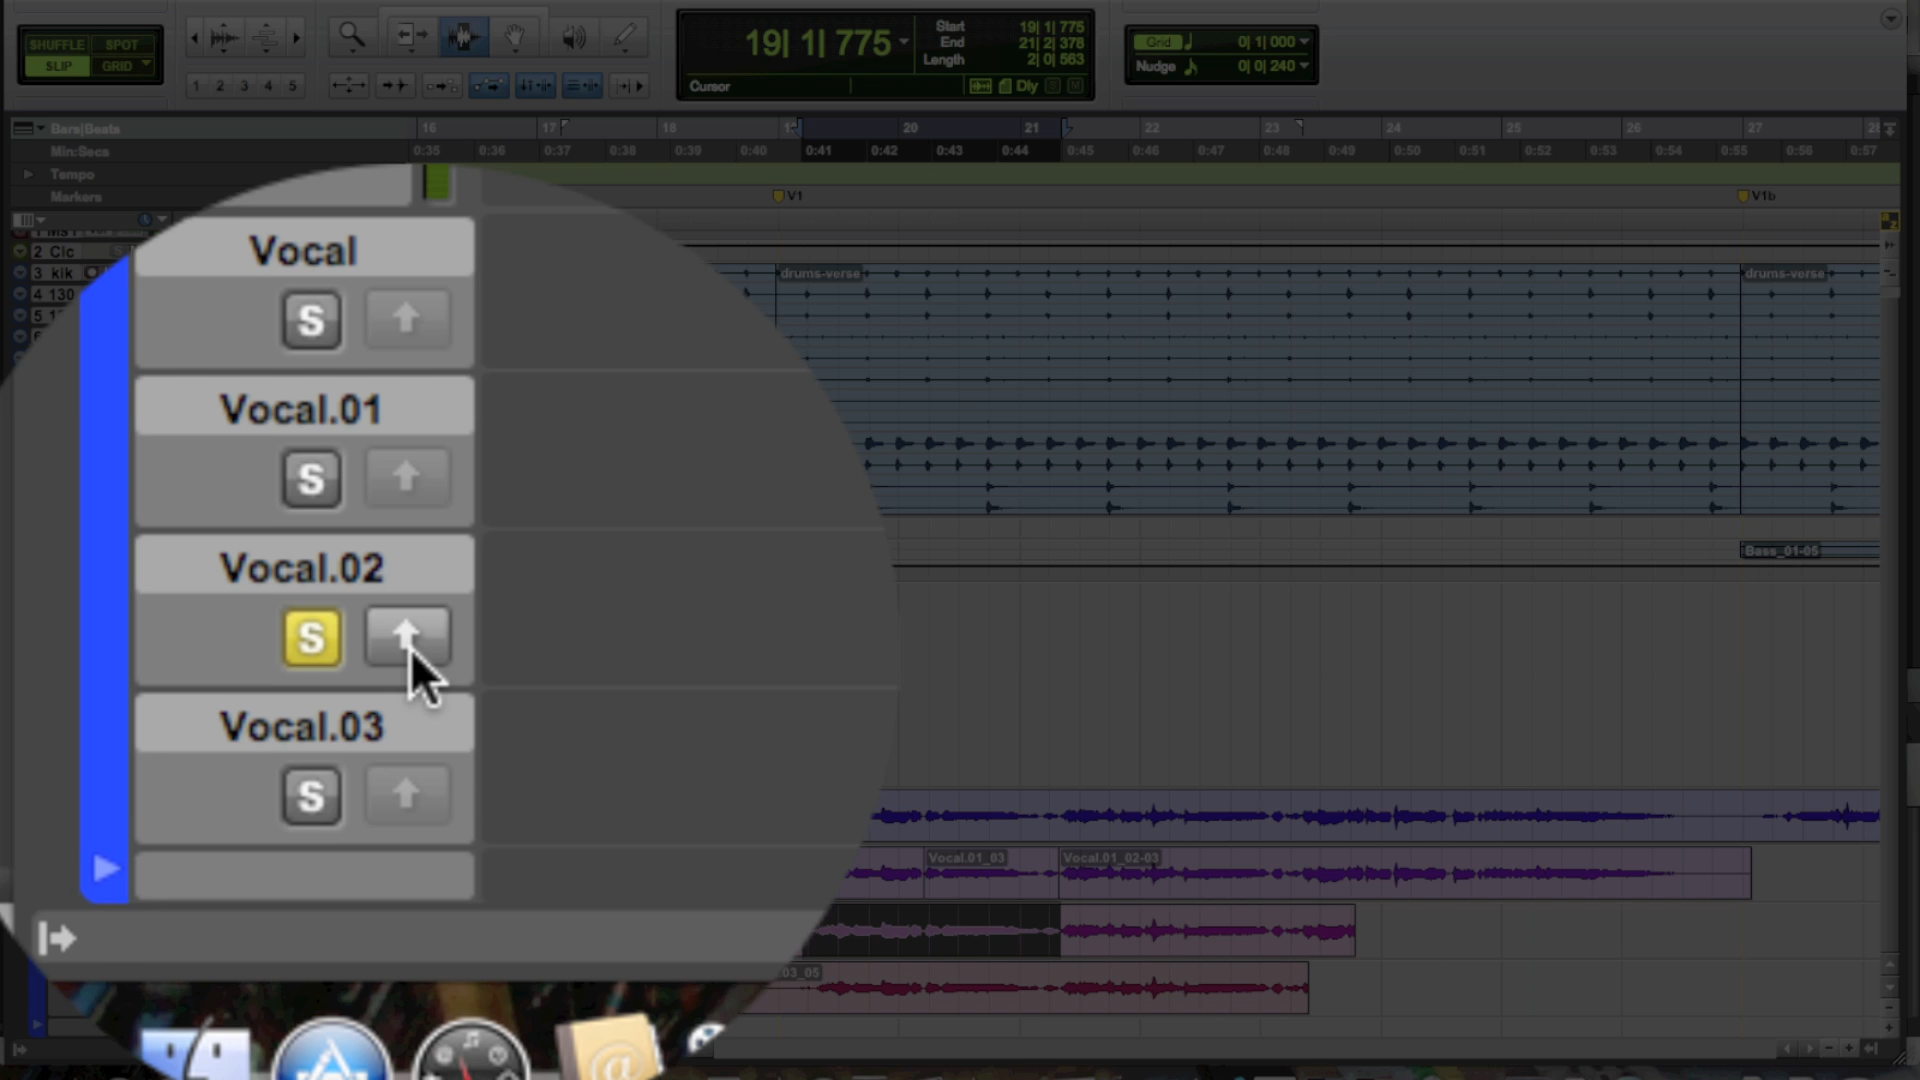 SHUFFLE SPOT
SLIP GRID
1 2 3 4 5
19| 1| 775
Start 19| 1| 775
End 21| 2| 378
Length 2| 0| 563
Cursor
Dly
Grid 0| 1| 000
Nudge 0| 0| 240
Bars|Beats 16 17 18 19 20 21 22 23 24 25 26 27 28
Min:Secs 0:35 0:36 0:37 0:38 0:39 0:40 0:41 0:42 0:43 0:44 0:45 0:46 0:47 0:48 0:49 0:50 0:51 0:52 0:53 0:54 0:55 0:56 0:57
Tempo
Markers V1 V1b
2 Clc
3 kik
4 130
drums-verse drums-verse
Bass_01-05
Vocal
S
Vocal.01
S
Vocal.02
S
Vocal.03
S
Vocal.01_03 Vocal.01_02-03
03_05